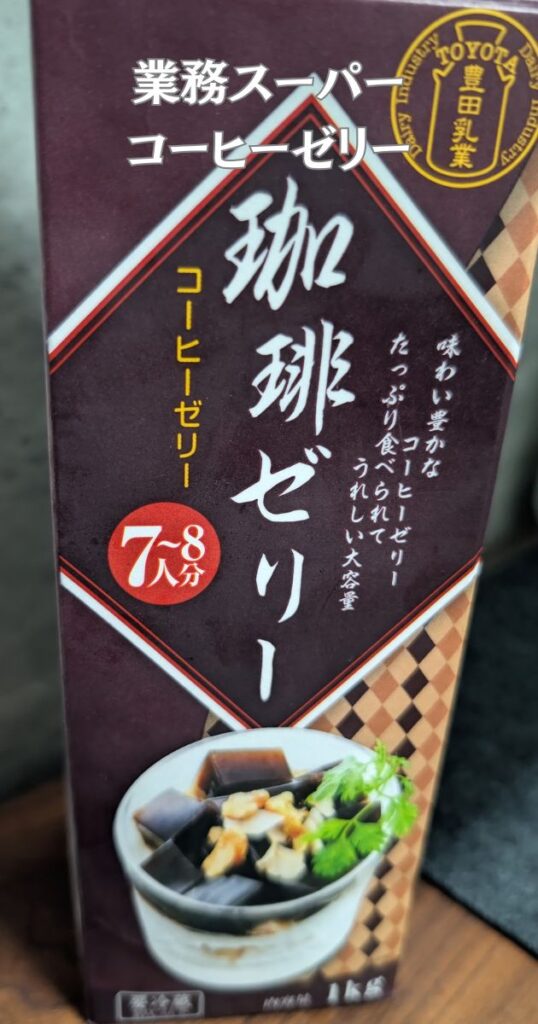 業務スーパー
コーヒーゼリー
Dairy Industry
TOYOTA
豊田乳業
Dairy Industry
珈琲ゼリー
コーヒーゼリー
味わい豊かな
コーヒーゼリー
たっぷり食べられて
うれしい大容量
7~8
人分
要冷蔵
1kg